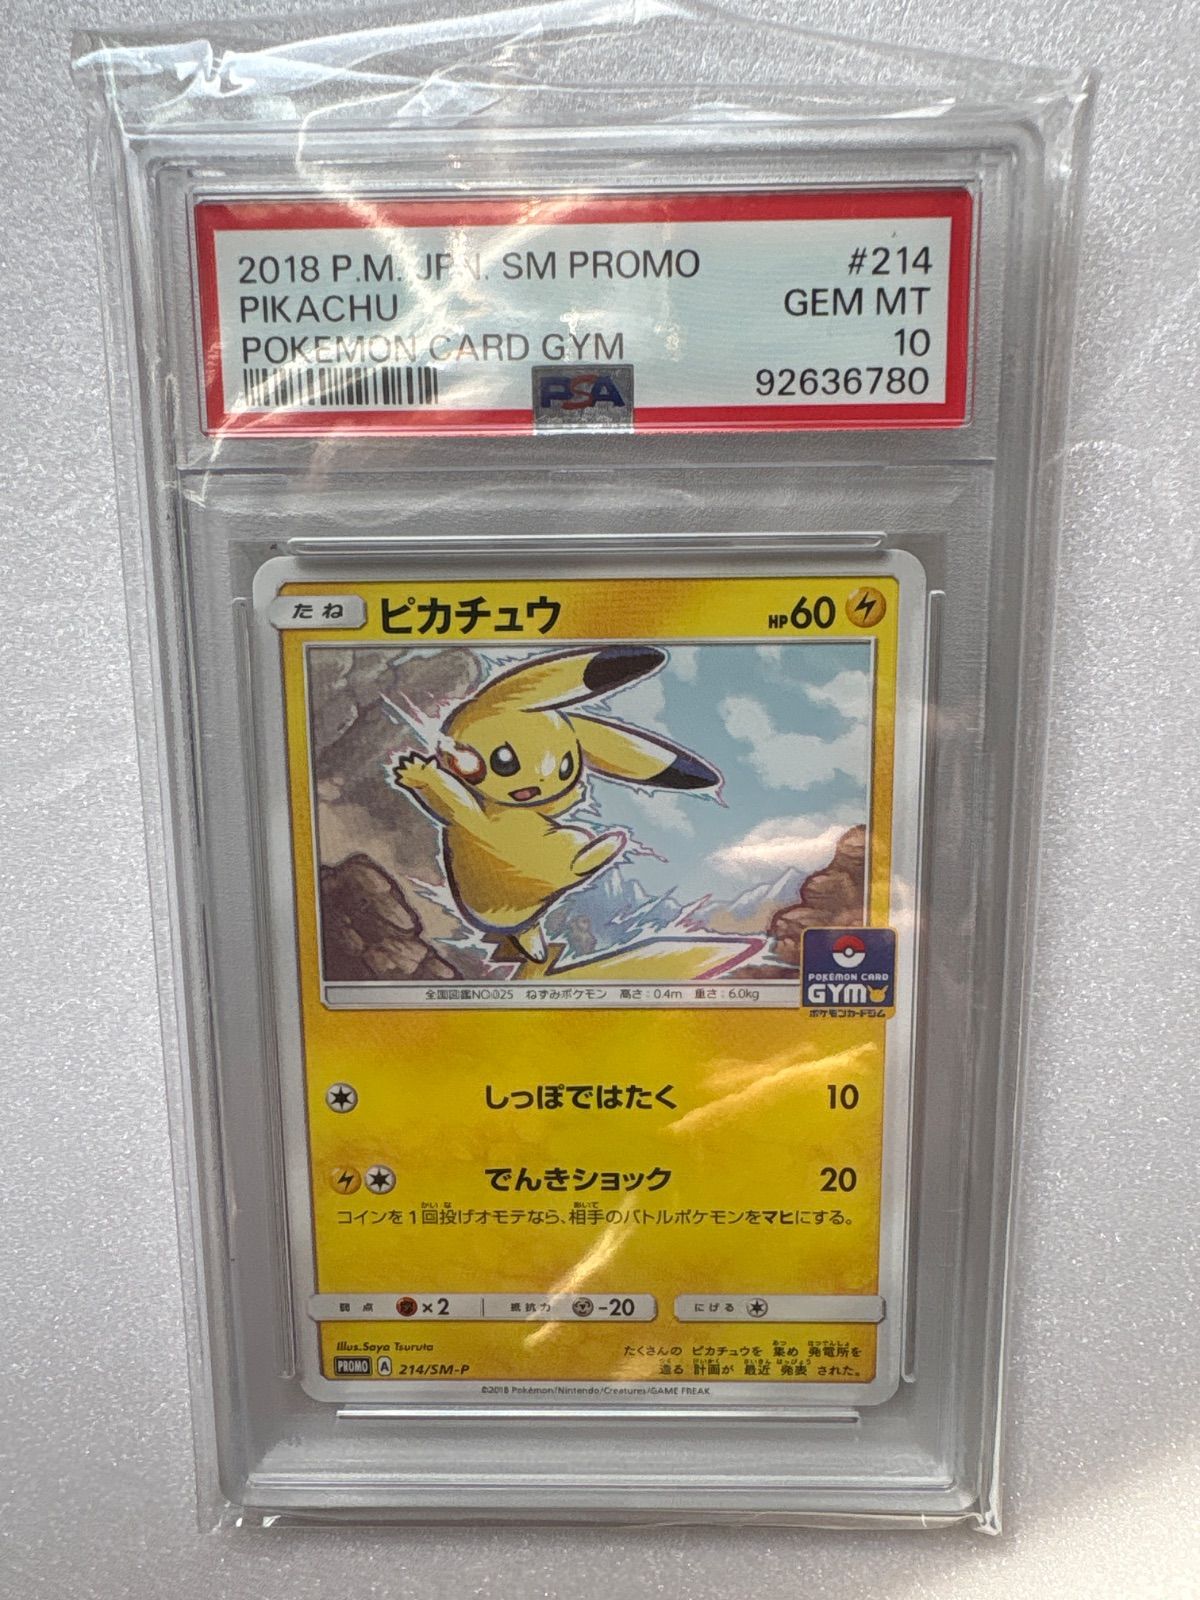 2018 P.M. JPN. SM PROMO #214
PIKACHU GEM MT
POKEMON CARD GYM 10
PSA 92636780
たね ピカチュウ HP60
全国図鑑NO.025 ねずみポケモン 高さ:0.4m 重さ:6.0kg
POKÉMON CARD
GYM
ポケモンカードジム
しっぽではたく 10
でんきショック 20
コインを1回投げオモテなら、相手のバトルポケモンをマヒにする。
弱点 ×2 抵抗力 -20 にげる
Illus.Saya Tsuruta
たくさんの ピカチュウを 集め 発電所を
造る 計画が 最近 発表 された。
PROMO A 214/SM-P
©2018 Pokémon/Nintendo/Creatures/GAME FREAK